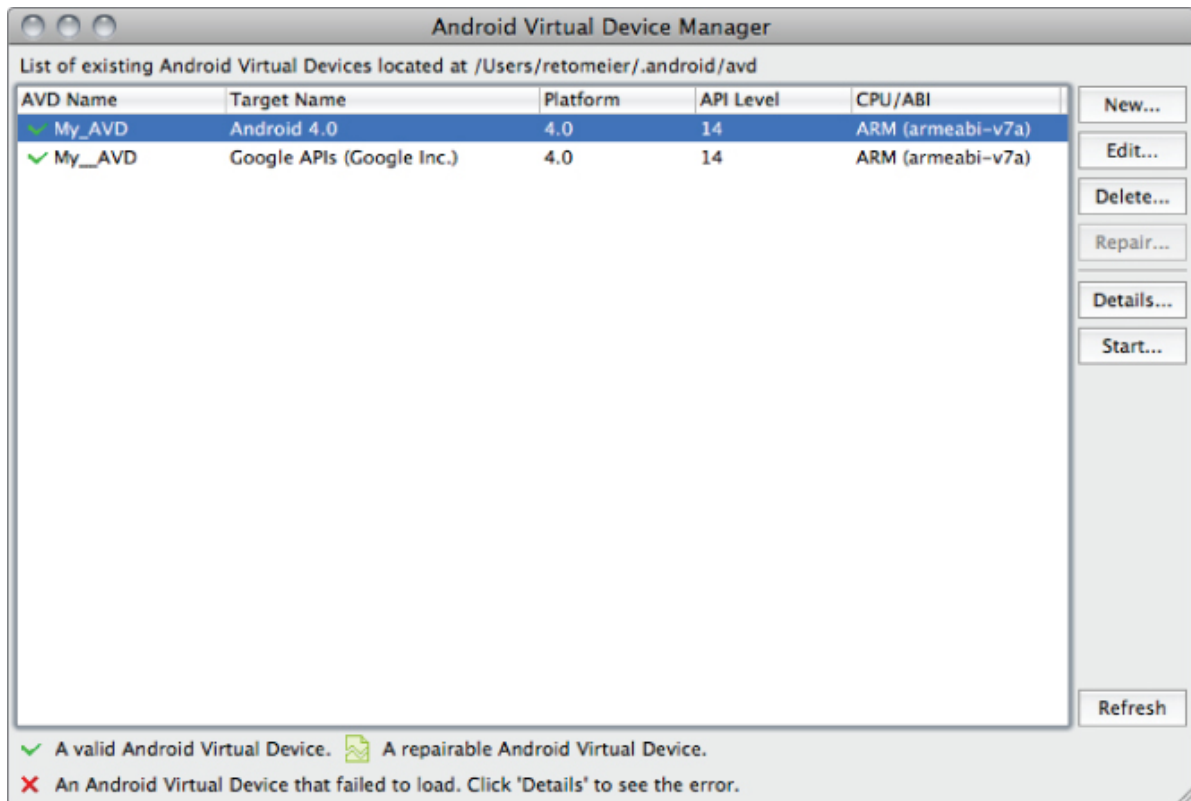 Android Virtual Device Manager
List of existing Android Virtual Devices located at /Users/retomeier/.android/avd
AVD Name Target Name Platform API Level CPU/ABI
My_AVD Android 4.0 4.0 14 ARM (armeabi-v7a)
My__AVD Google APIs (Google Inc.) 4.0 14 ARM (armeabi-v7a)
New...
Edit...
Delete...
Repair...
Details...
Start...
Refresh
A valid Android Virtual Device. A repairable Android Virtual Device.
An Android Virtual Device that failed to load. Click 'Details' to see the error.